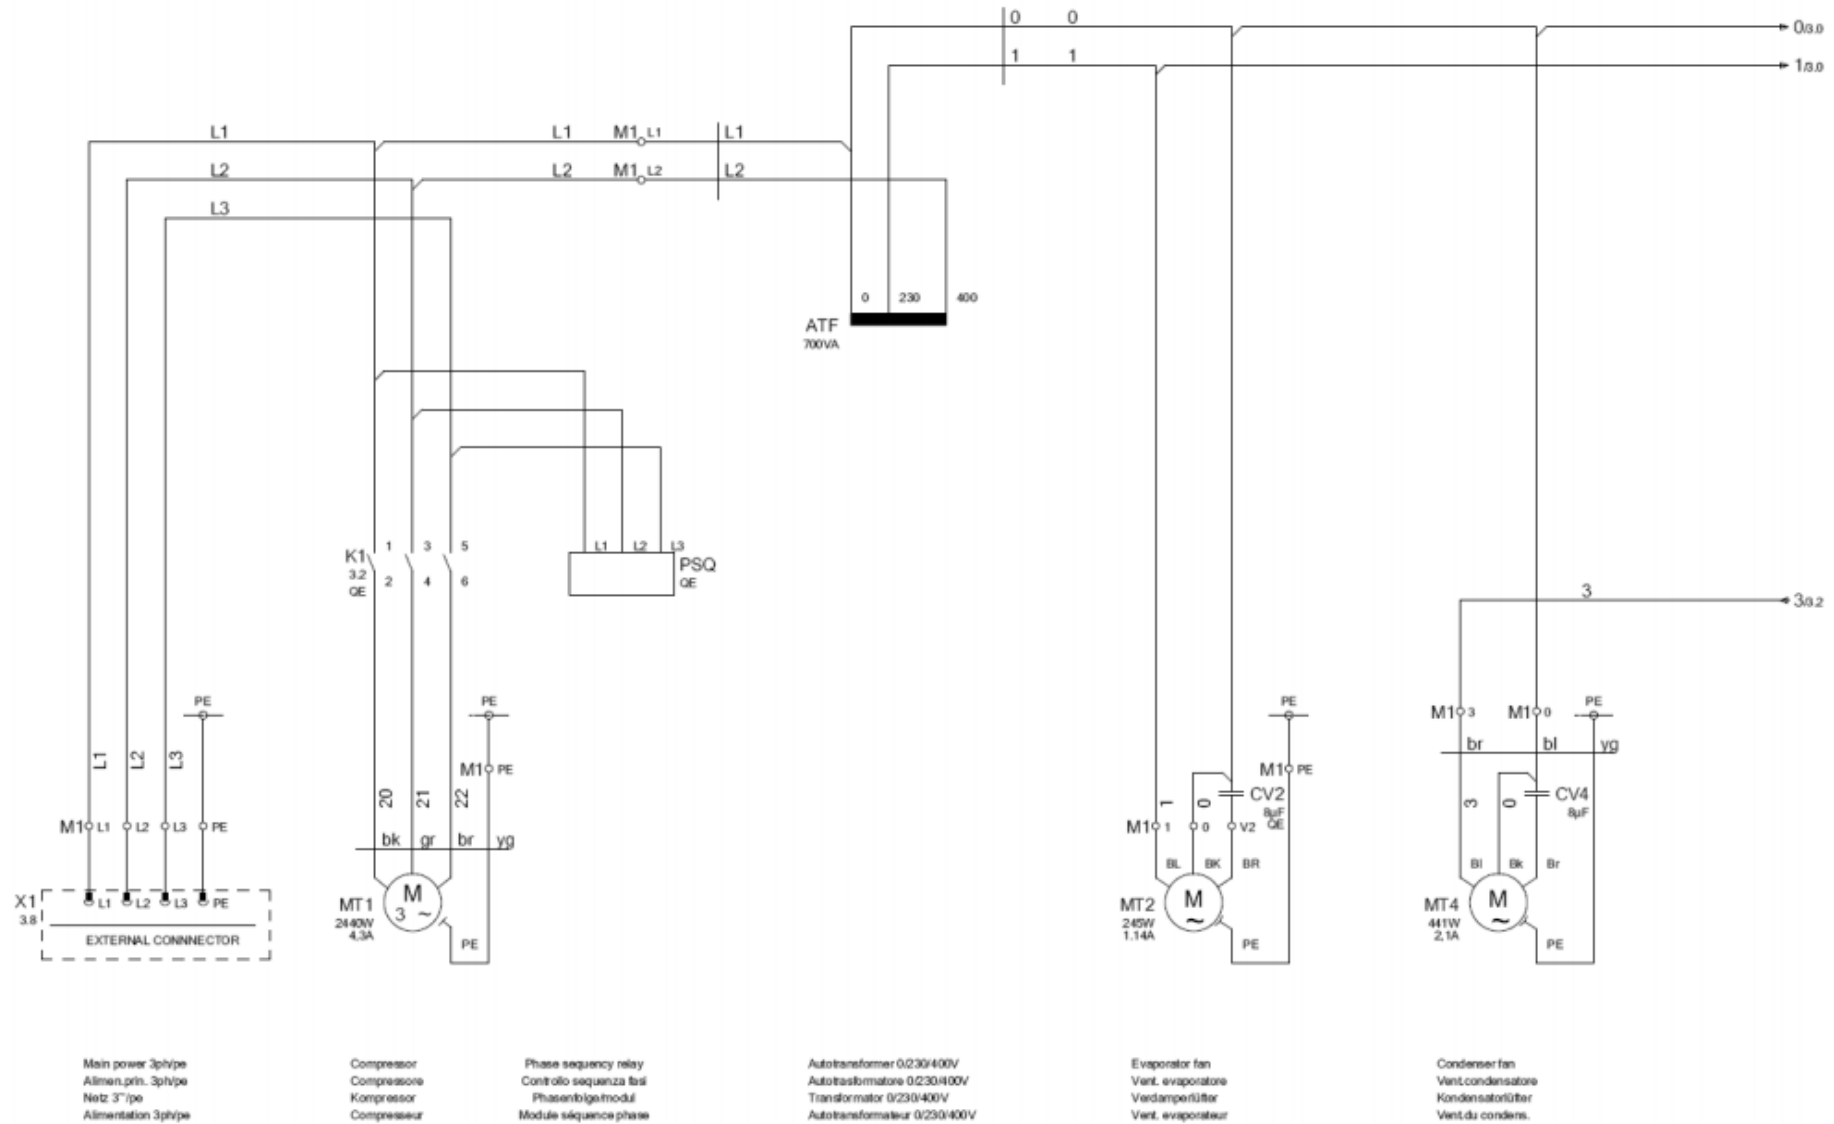 0 0 0/3.0
1 1 1/3.0
L1 L1 M1 L1 L1
L2 L2 M1 L2 L2
L3
0 230 400
ATF
700VA
K1 1 3 5
3.2 2 4 6
QE
L1 L2 L3
PSQ
QE
3 3/3.2
PE PE PE PE
M1 3 M1 0
br bl yg
L1 L2 L3
M1 PE M1 PE
20 21 22
1 0 CV2
8µF
QE
3 0 CV4
8µF
M1 L1 L2 L3 PE
M1 1 0 V2
bk gr br yg
BL BK BR
Bl Bk Br
X1 L1 L2 L3 PE
3.8
EXTERNAL CONNNECTOR
MT1 M
2440W 3 ~
4,3A
PE
MT2 M
245W ~
1.14A
PE
MT4 M
441W ~
2,1A
PE
Main power 3ph/pe
Alimen.prin. 3ph/pe
Netz 3~/pe
Alimentation 3ph/pe
Compressor
Compressore
Kompressor
Compresseur
Phase sequency relay
Controllo sequenza fasi
Phasenfolge/modul
Module séquence phase
Autotransformer 0/230/400V
Autotrasformatore 0.230/400V
Transformator 0/230/400V
Autotransformateur 0/230/400V
Evaporator fan
Vent. evaporatore
Verdamperlüfter
Vent. evaporateur
Condenser fan
Vent.condensatore
Kondensatorlüfter
Vent.du condens.